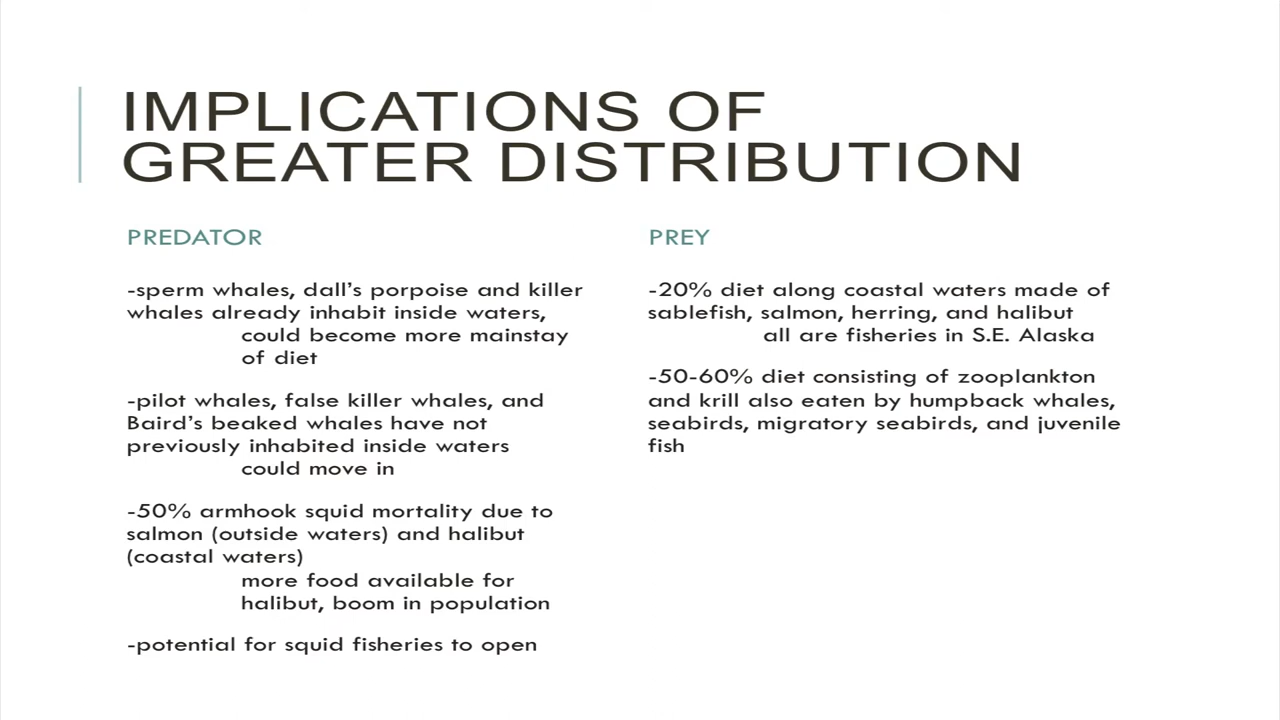 IMPLICATIONS OF
GREATER DISTRIBUTION
PREDATOR
-sperm whales, dall's porpoise and killer
whales already inhabit inside waters,
could become more mainstay
of diet
-pilot whales, false killer whales, and
Baird's beaked whales have not
previously inhabited inside waters
could move in
-50% armhook squid mortality due to
salmon (outside waters) and halibut
(coastal waters)
more food available for
halibut, boom in population
-potential for squid fisheries to open
PREY
-20% diet along coastal waters made of
sablefish, salmon, herring, and halibut
all are fisheries in S.E. Alaska
-50-60% diet consisting of zooplankton
and krill also eaten by humpback whales,
seabirds, migratory seabirds, and juvenile
fish